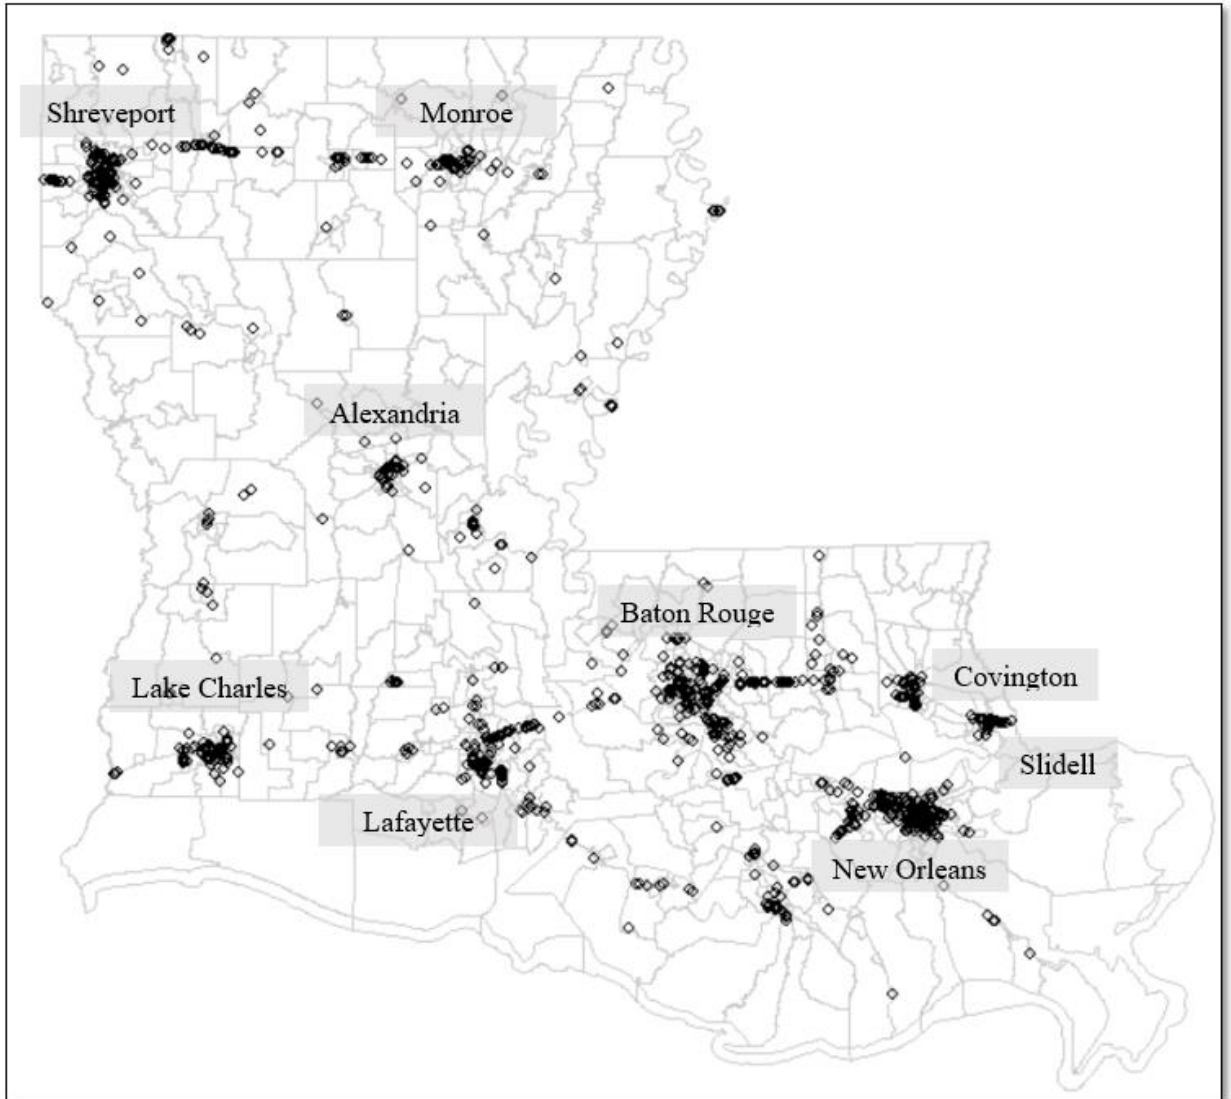 Shreveport
Monroe
Alexandria
Baton Rouge
Covington
Lake Charles
Slidell
Lafayette
New Orleans